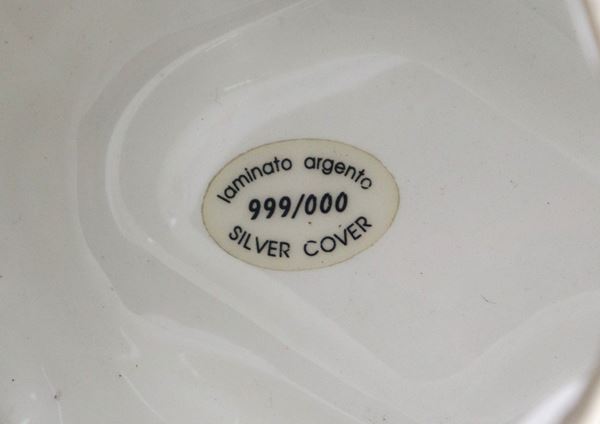 laminato argento
999/000
SILVER COVER